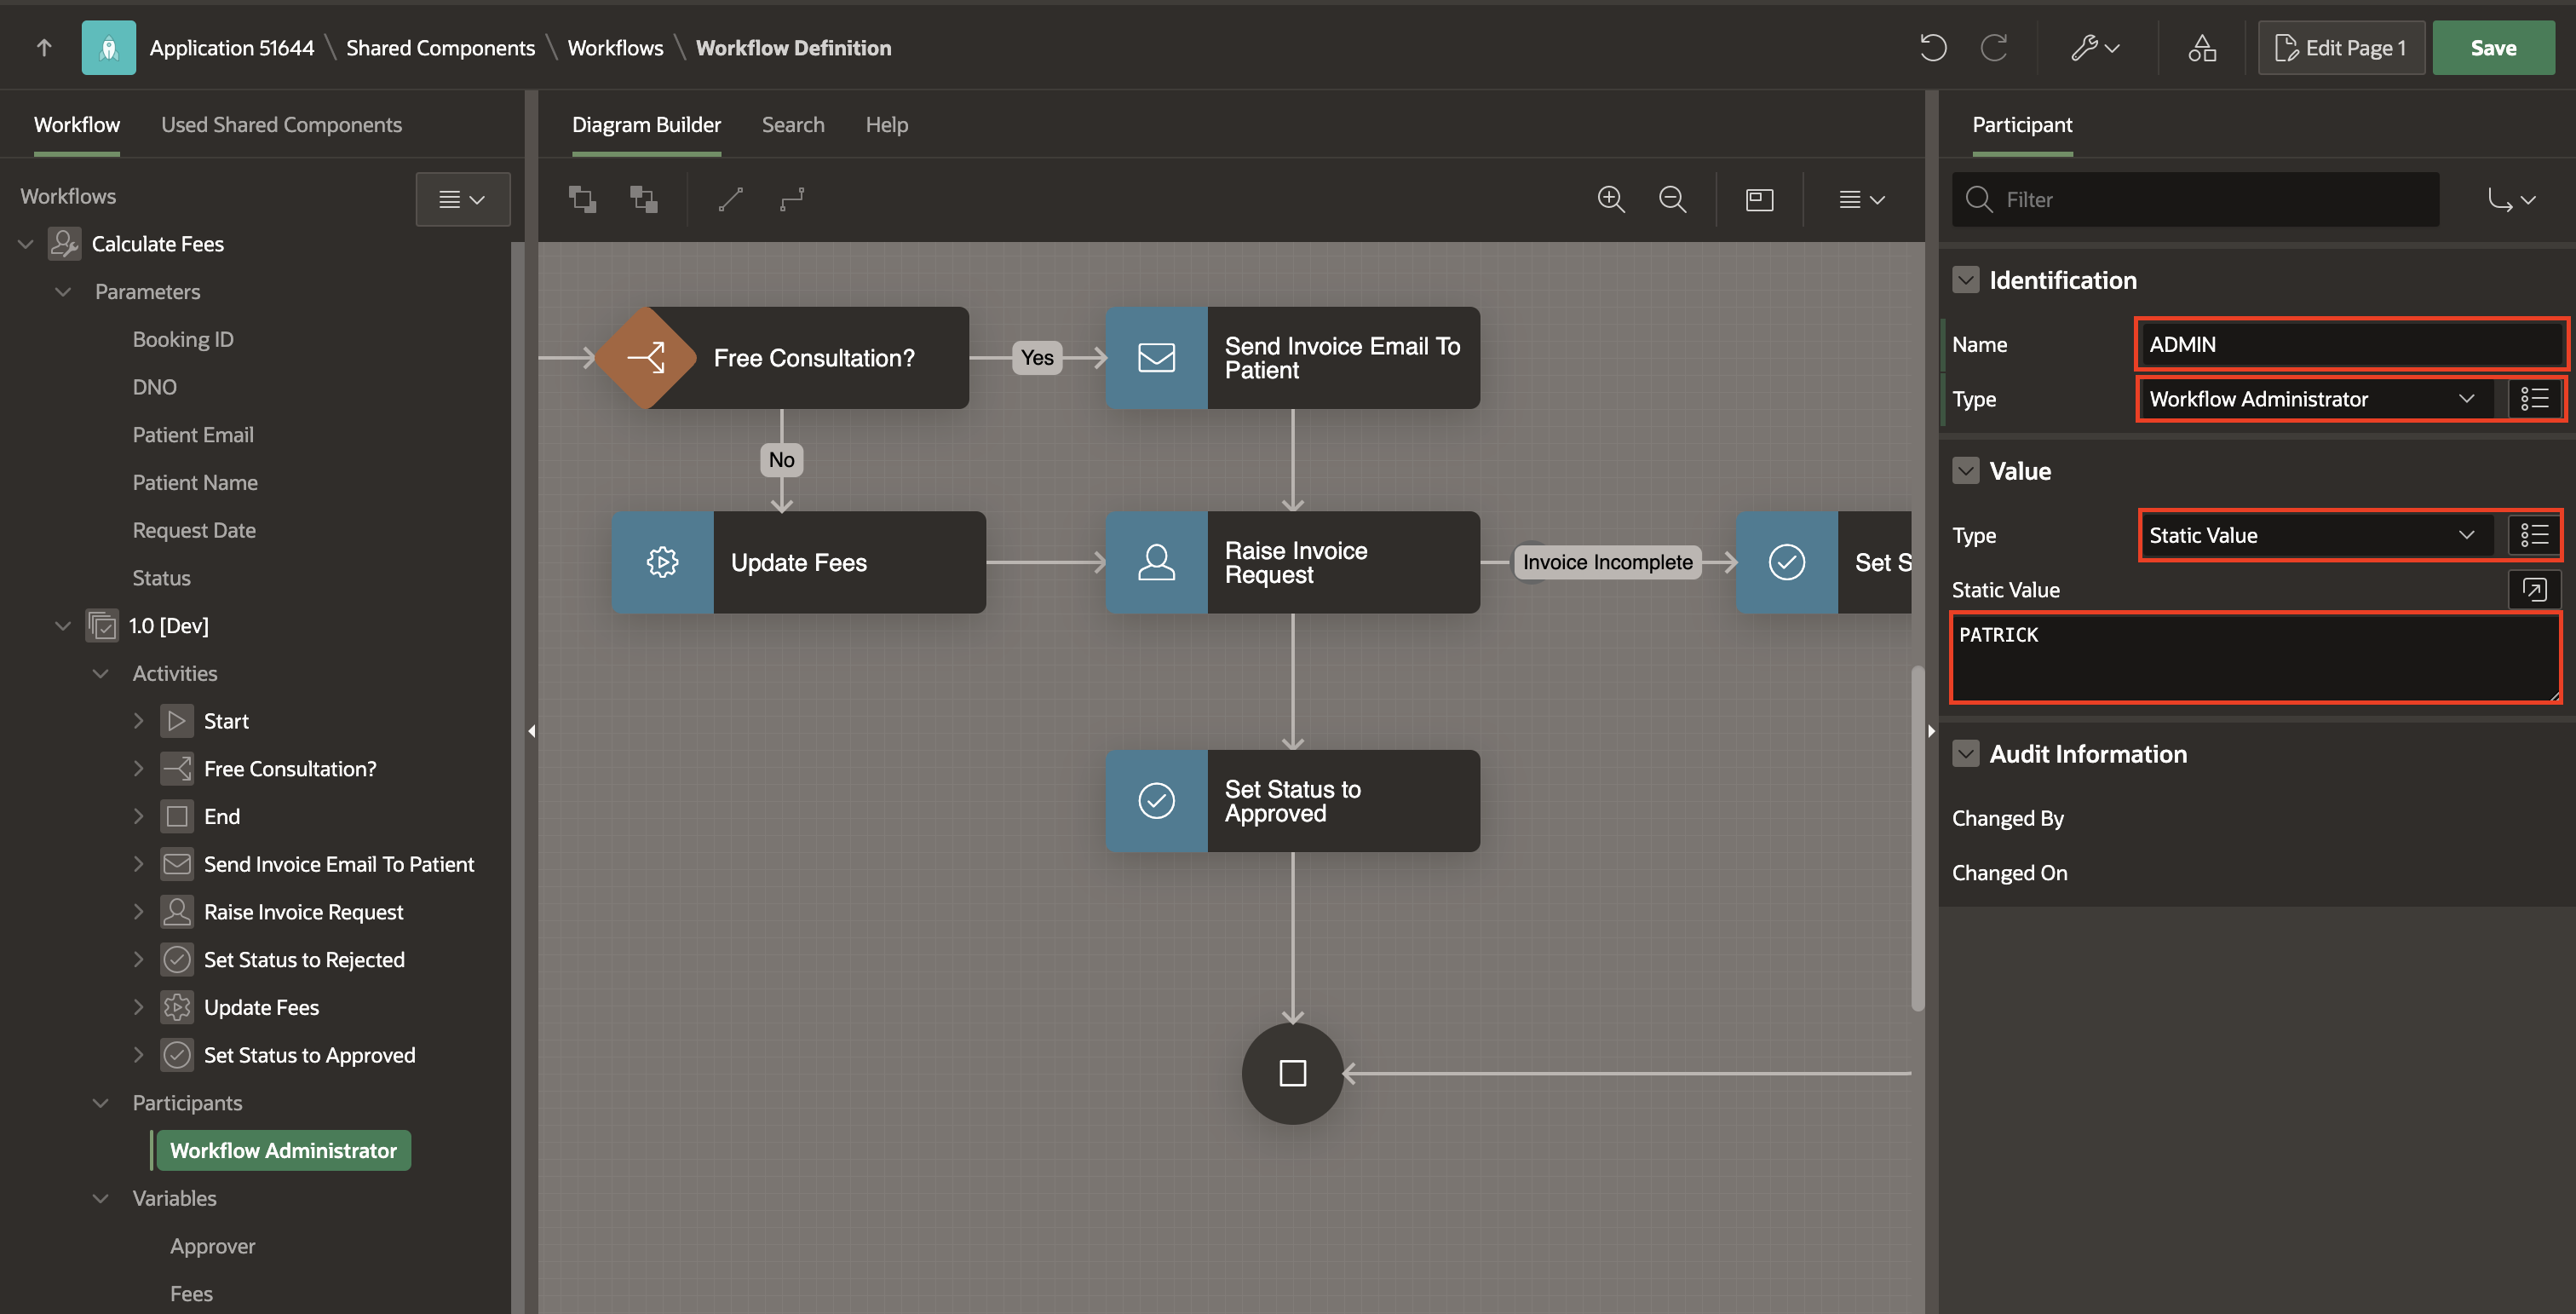 Application 51644 \ Shared Components \ Workflows \ Workflow Definition
Edit Page 1
Save
Workflow
Used Shared Components
Workflows
Calculate Fees
Parameters
Booking ID
DNO
Patient Email
Patient Name
Request Date
Status
1.0 [Dev]
Activities
Start
Free Consultation?
End
Send Invoice Email To Patient
Raise Invoice Request
Set Status to Rejected
Update Fees
Set Status to Approved
Participants
Workflow Administrator
Variables
Approver
Fees
Diagram Builder
Search
Help
Free Consultation?
Yes
Send Invoice Email To
Patient
No
Update Fees
Raise Invoice
Request
Invoice Incomplete
Set S
Set Status to
Approved
Participant
Filter
Identification
Name
ADMIN
Type
Workflow Administrator
Value
Type
Static Value
Static Value
PATRICK
Audit Information
Changed By
Changed On